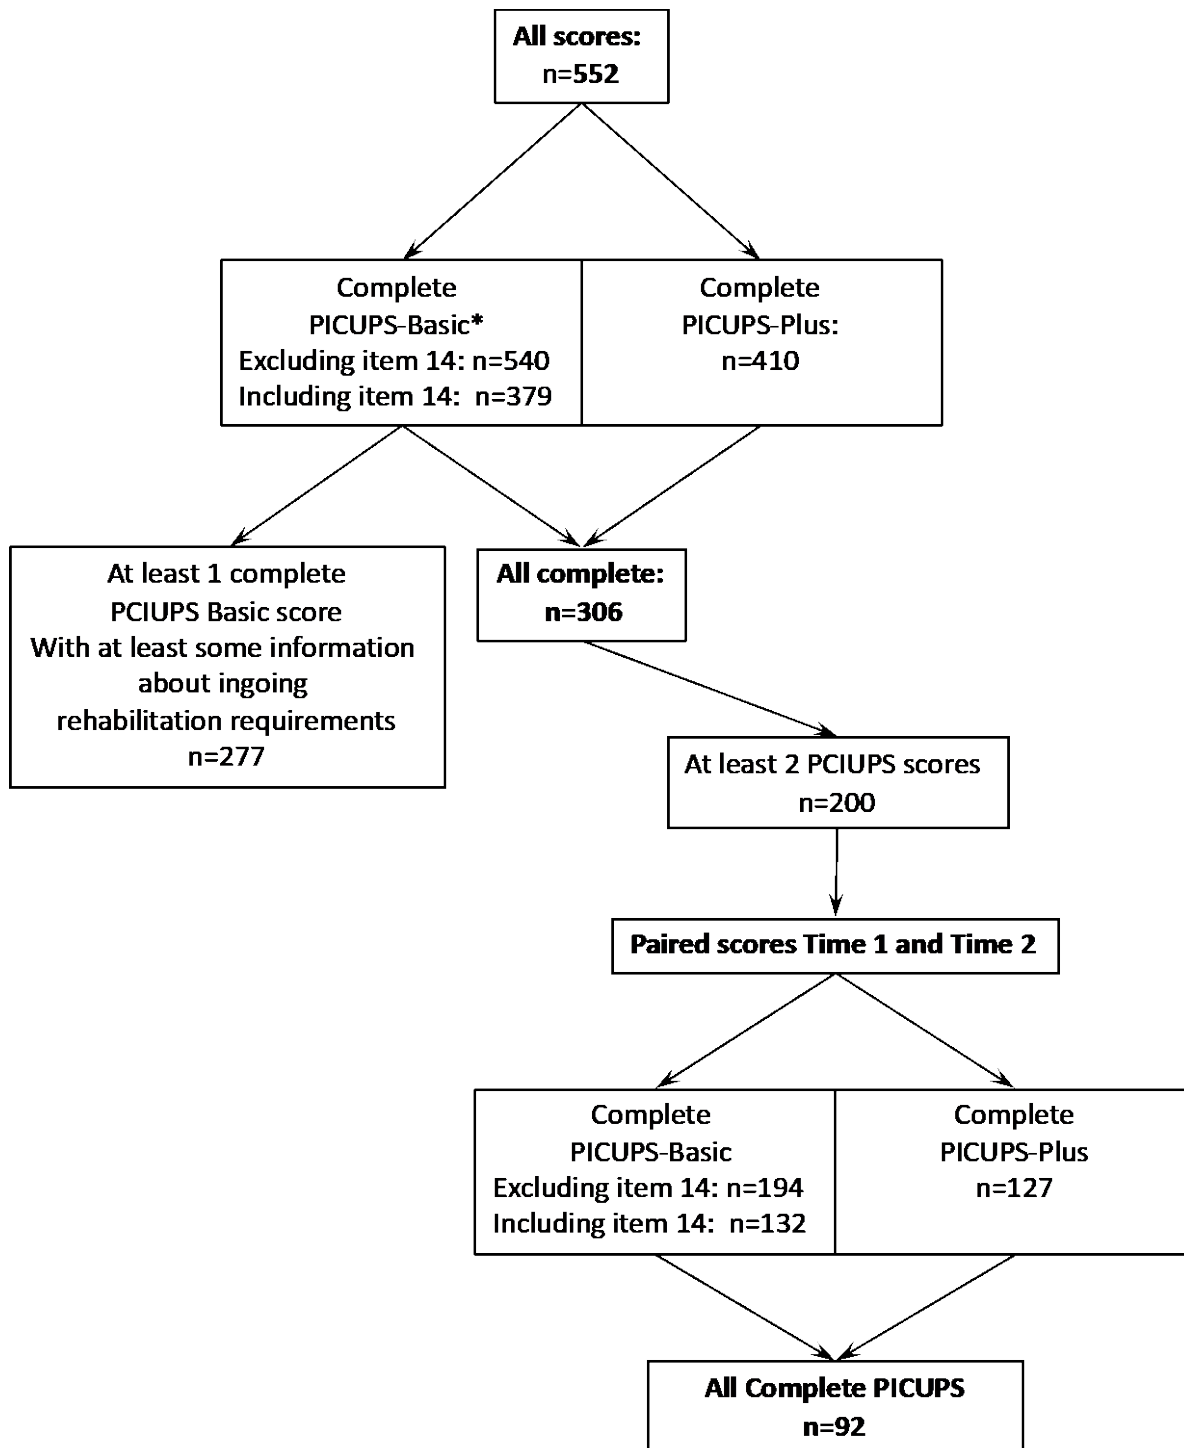 All scores:
n=552
Complete
PICUPS-Basic*
Excluding item 14: n=540
Including item 14: n=379
Complete
PICUPS-Plus:
n=410
At least 1 complete
PCIUPS Basic score
With at least some information
about ingoing
rehabilitation requirements
n=277
All complete:
n=306
At least 2 PCIUPS scores
n=200
Paired scores Time 1 and Time 2
Complete
PICUPS-Basic
Excluding item 14: n=194
Including item 14: n=132
Complete
PICUPS-Plus
n=127
All Complete PICUPS
n=92